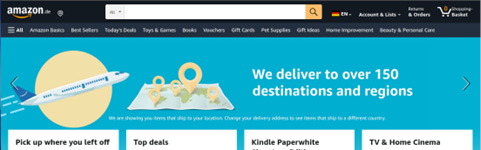 amazon.de
All
EN
Account & Lists
Returns
& Orders
0
Shopping-
Basket
All Amazon Basics Best Sellers Today's Deals Toys & Games Books Vouchers Gift Cards Pet Supplies Gift Ideas Home Improvement Beauty & Personal Care
We deliver to over 150
destinations and regions
We are showing you items that ship to your location. Change your delivery address to see items that ship to a different country.
Pick up where you left off
Top deals
Kindle Paperwhite
TV & Home Cinema